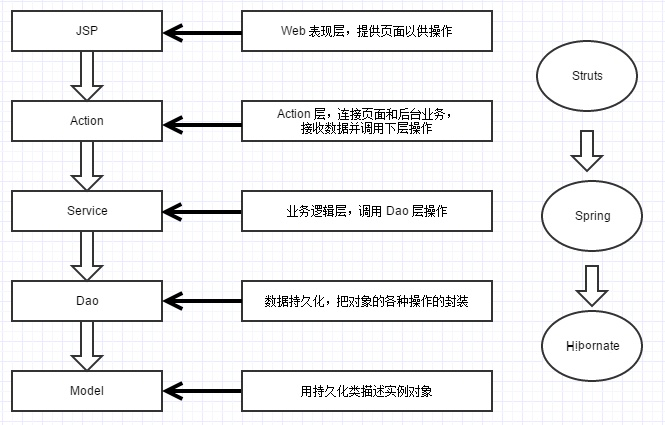 JSP
Web 表现层，提供页面以供操作
Struts
Action
Action 层，连接页面和后台业务，
接收数据并调用下层操作
Service
业务逻辑层，调用 Dao 层操作
Spring
Dao
数据持久化，把对象的各种操作的封装
Hibornate
Model
用持久化类描述实例对象